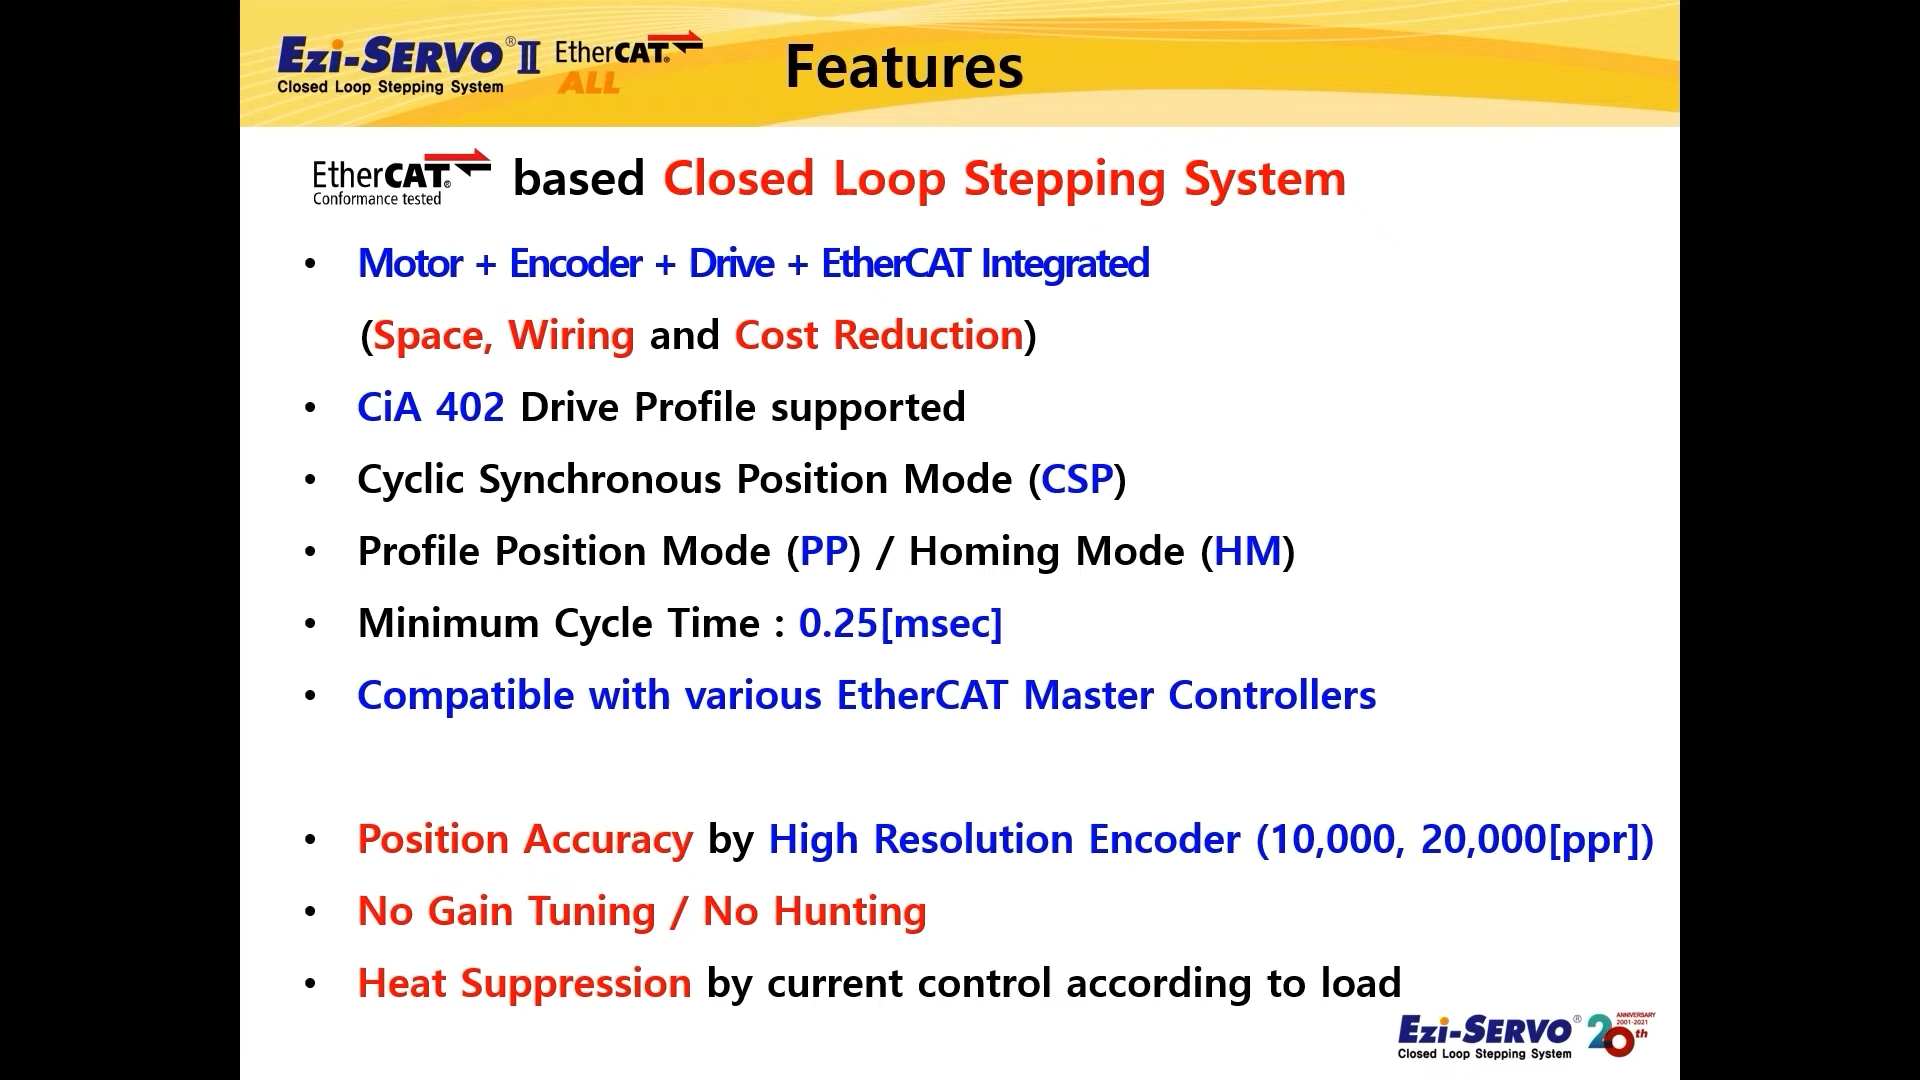 Ezi-SERVO® II EtherCAT® ALL
Closed Loop Stepping System
Features
EtherCAT® based Closed Loop Stepping System
Conformance tested
• Motor + Encoder + Drive + EtherCAT Integrated
(Space, Wiring and Cost Reduction)
• CiA 402 Drive Profile supported
• Cyclic Synchronous Position Mode (CSP)
• Profile Position Mode (PP) / Homing Mode (HM)
• Minimum Cycle Time : 0.25[msec]
• Compatible with various EtherCAT Master Controllers
• Position Accuracy by High Resolution Encoder (10,000, 20,000[ppr])
• No Gain Tuning / No Hunting
• Heat Suppression by current control according to load
Ezi-SERVO®
Closed Loop Stepping System
ANNIVERSARY
2001-2021
20th